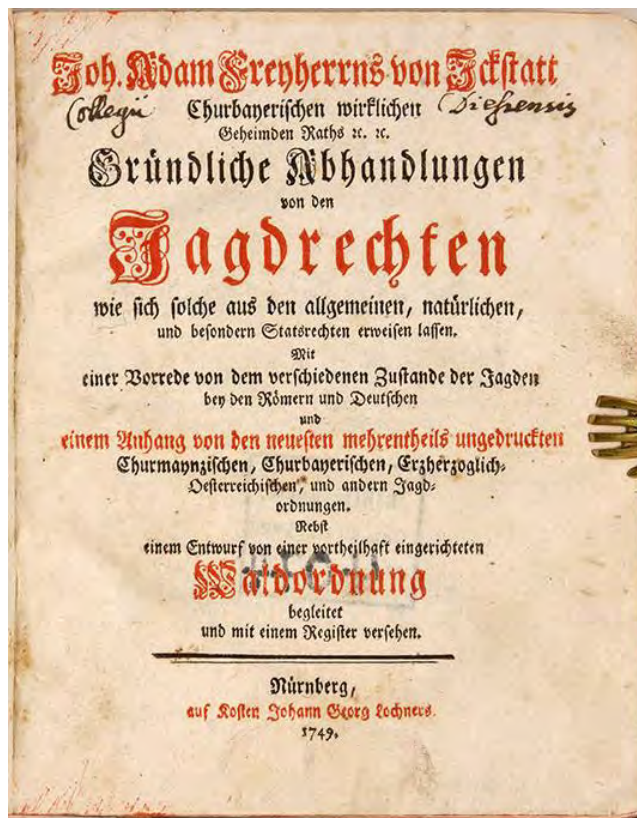 Joh. Adam Freyherrns von Ickstatt
Collegii Churbayerischen wirklichen Diessensis
Geheimden Raths ꝛc. ꝛc.
Gründliche Abhandlungen
von den
Jagdrechten
wie sich solche aus den allgemeinen, natürlichen,
und besondern Statsrechten erweisen lassen.
Mit
einer Vorrede von dem verschiedenen Zustande der Jagden
bey den Römern und Deutschen
und
einem Anhang von den neuesten mehrentheils ungedruckten
Churmaynzischen, Churbayerischen, Erzherzoglich-
Oesterreichischen, und andern Jagd-
ordnungen.
Nebst
einem Entwurf von einer vortheilhaft eingerichteten
Waldordnung
begleitet
und mit einem Register versehen.
Nürnberg,
auf Kosten Johann Georg Lochners.
1749.